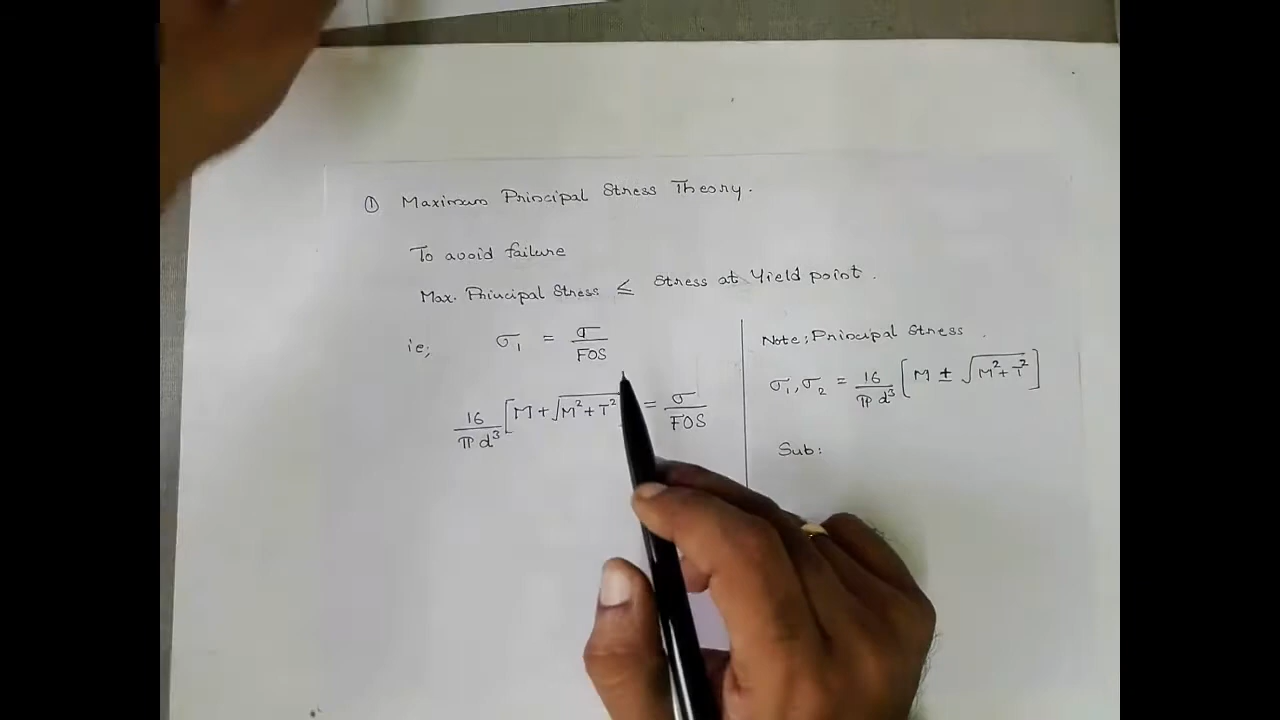 ① Maximum Principal Stress Theory.
To avoid failure
Max. Principal Stress ≤ Stress at Yield point.
ie; σ₁ = σ/FOS
16/πd³ [M + √M² + T² = σ/FOS
Note; Principal Stress.
σ₁, σ₂ = 16/πd³ [M ± √M² + T²]
Sub: